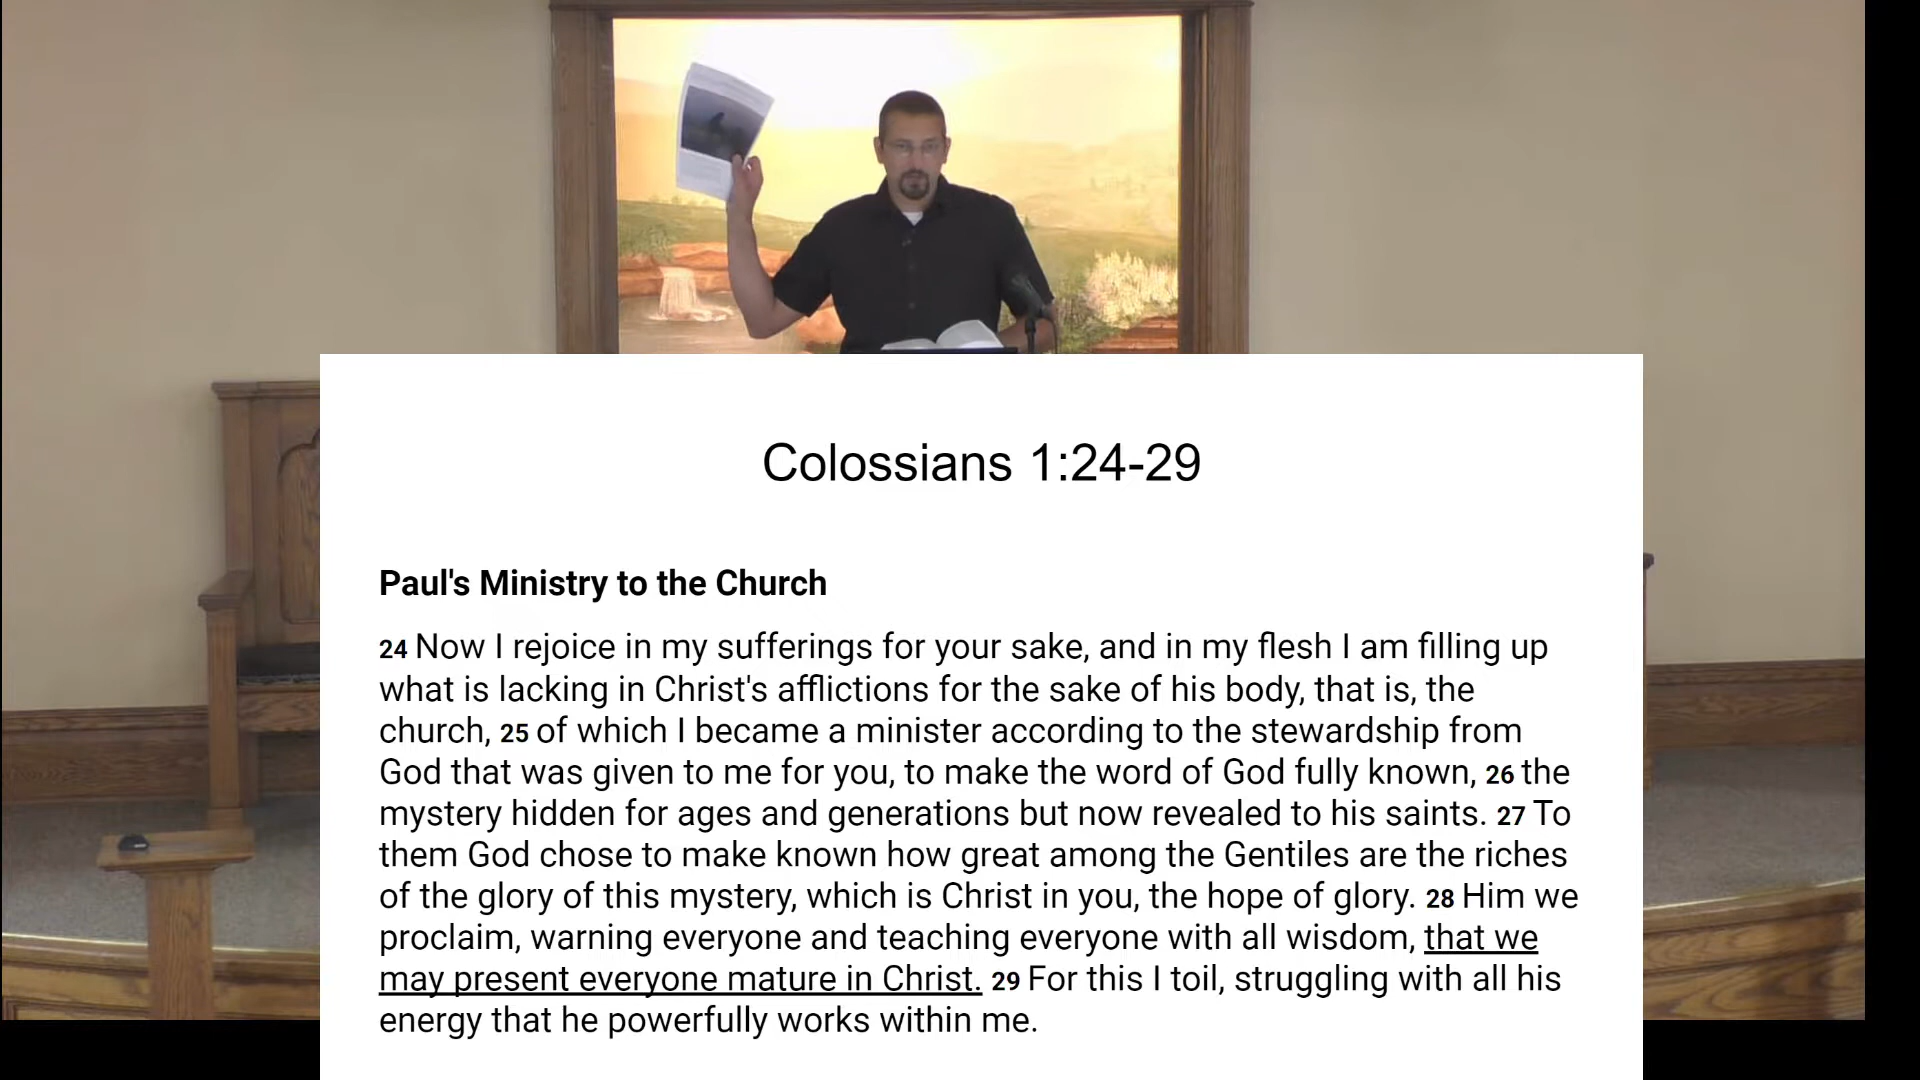 Colossians 1:24-29
Paul's Ministry to the Church
24 Now I rejoice in my sufferings for your sake, and in my flesh I am filling up
what is lacking in Christ's afflictions for the sake of his body, that is, the
church, 25 of which I became a minister according to the stewardship from
God that was given to me for you, to make the word of God fully known, 26 the
mystery hidden for ages and generations but now revealed to his saints. 27 To
them God chose to make known how great among the Gentiles are the riches
of the glory of this mystery, which is Christ in you, the hope of glory. 28 Him we
proclaim, warning everyone and teaching everyone with all wisdom, that we
may present everyone mature in Christ. 29 For this I toil, struggling with all his
energy that he powerfully works within me.